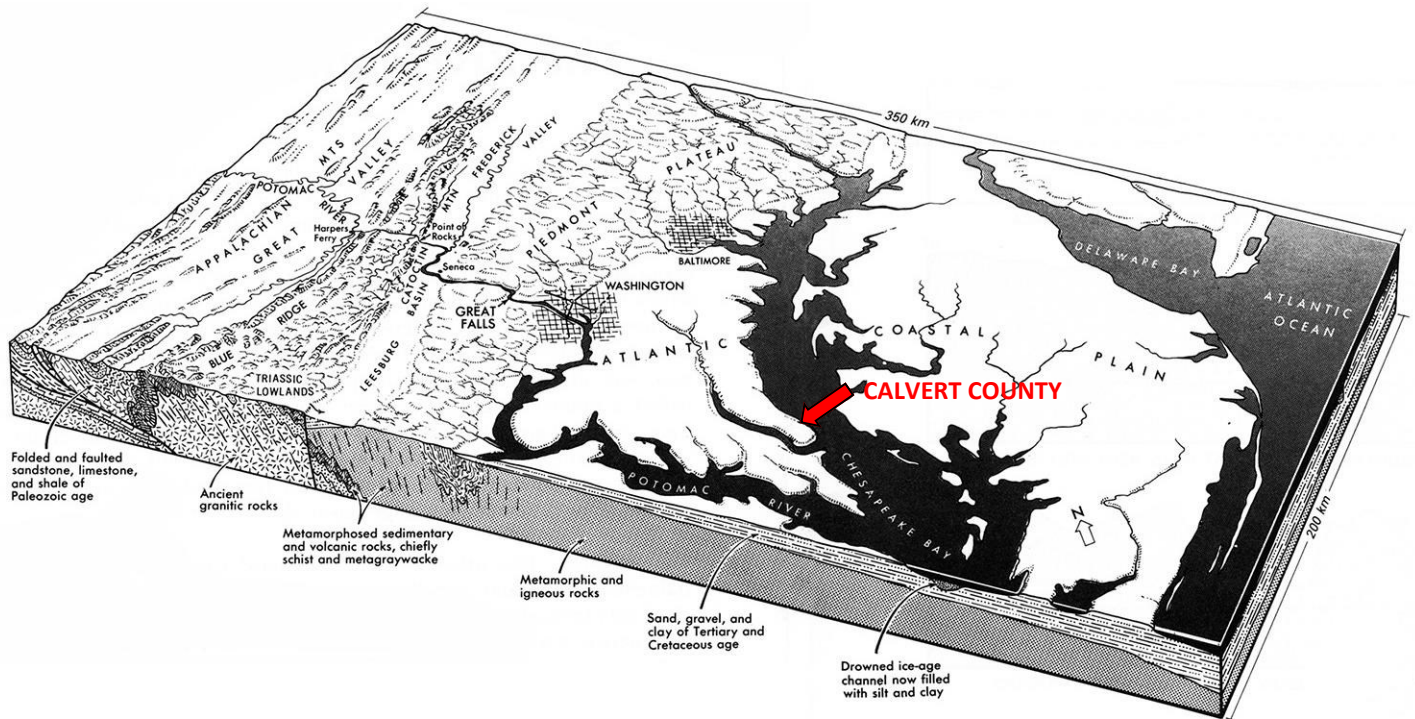 350 km
200 km
APPALACHIAN MTS
GREAT VALLEY
POTOMAC
RIVER
Harpers
Ferry
BLUE RIDGE
TRIASSIC
LOWLANDS
Point of
Rocks
CATOCTIN MTN
FREDERICK VALLEY
LEESBURG BASIN
Seneca
GREAT
FALLS
PIEDMONT PLATEAU
WASHINGTON
BALTIMORE
ATLANTIC COASTAL PLAIN
DELAWARE BAY
ATLANTIC
OCEAN
CALVERT COUNTY
CHESAPEAKE BAY
POTOMAC RIVER
N
Folded and faulted
sandstone, limestone,
and shale of
Paleozoic age
Ancient
granitic rocks
Metamorphosed sedimentary
and volcanic rocks, chiefly
schist and metagraywacke
Metamorphic and
igneous rocks
Sand, gravel, and
clay of Tertiary and
Cretaceous age
Drowned ice-age
channel now filled
with silt and clay